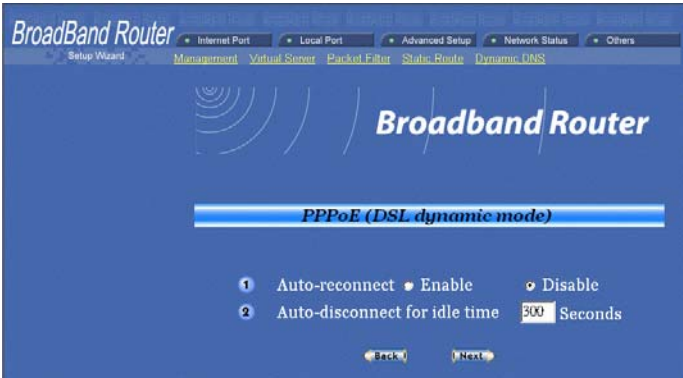 BroadBand Router
Internet Port Local Port Advanced Setup Network Status Others
Setup Wizard
Management Virtual Server Packet Filter Static Route Dynamic DNS
Broadband Router
PPPoE (DSL dynamic mode)
1 Auto-reconnect Enable Disable
2 Auto-disconnect for idle time 300 Seconds
Back Next